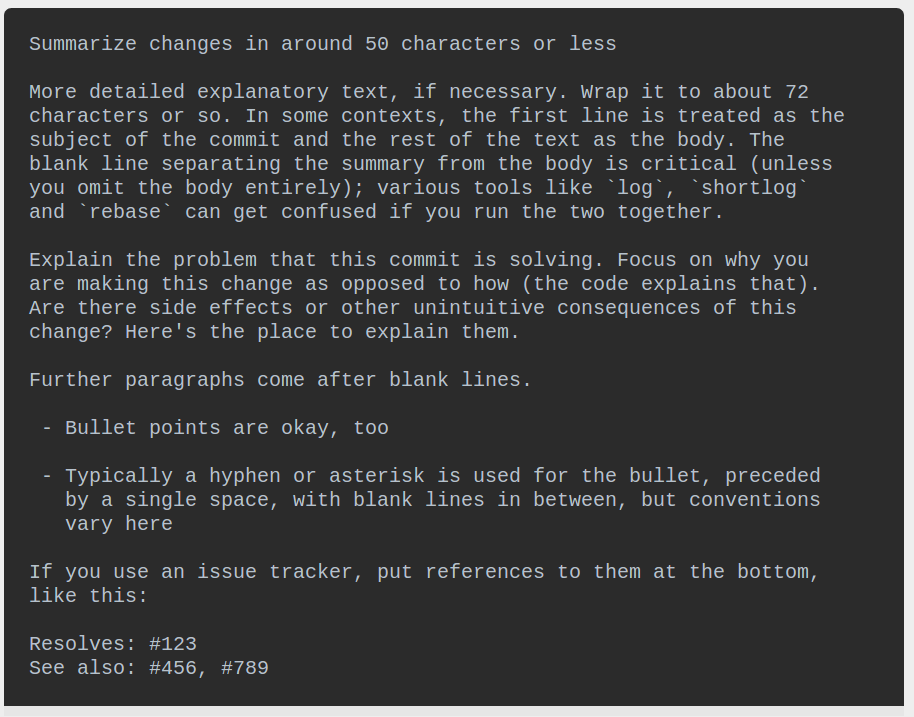 Summarize changes in around 50 characters or less
More detailed explanatory text, if necessary. Wrap it to about 72
characters or so. In some contexts, the first line is treated as the
subject of the commit and the rest of the text as the body. The
blank line separating the summary from the body is critical (unless
you omit the body entirely); various tools like `log`, `shortlog`
and `rebase` can get confused if you run the two together.
Explain the problem that this commit is solving. Focus on why you
are making this change as opposed to how (the code explains that).
Are there side effects or other unintuitive consequences of this
change? Here's the place to explain them.
Further paragraphs come after blank lines.
- Bullet points are okay, too
- Typically a hyphen or asterisk is used for the bullet, preceded
by a single space, with blank lines in between, but conventions
vary here
If you use an issue tracker, put references to them at the bottom,
like this:
Resolves: #123
See also: #456, #789